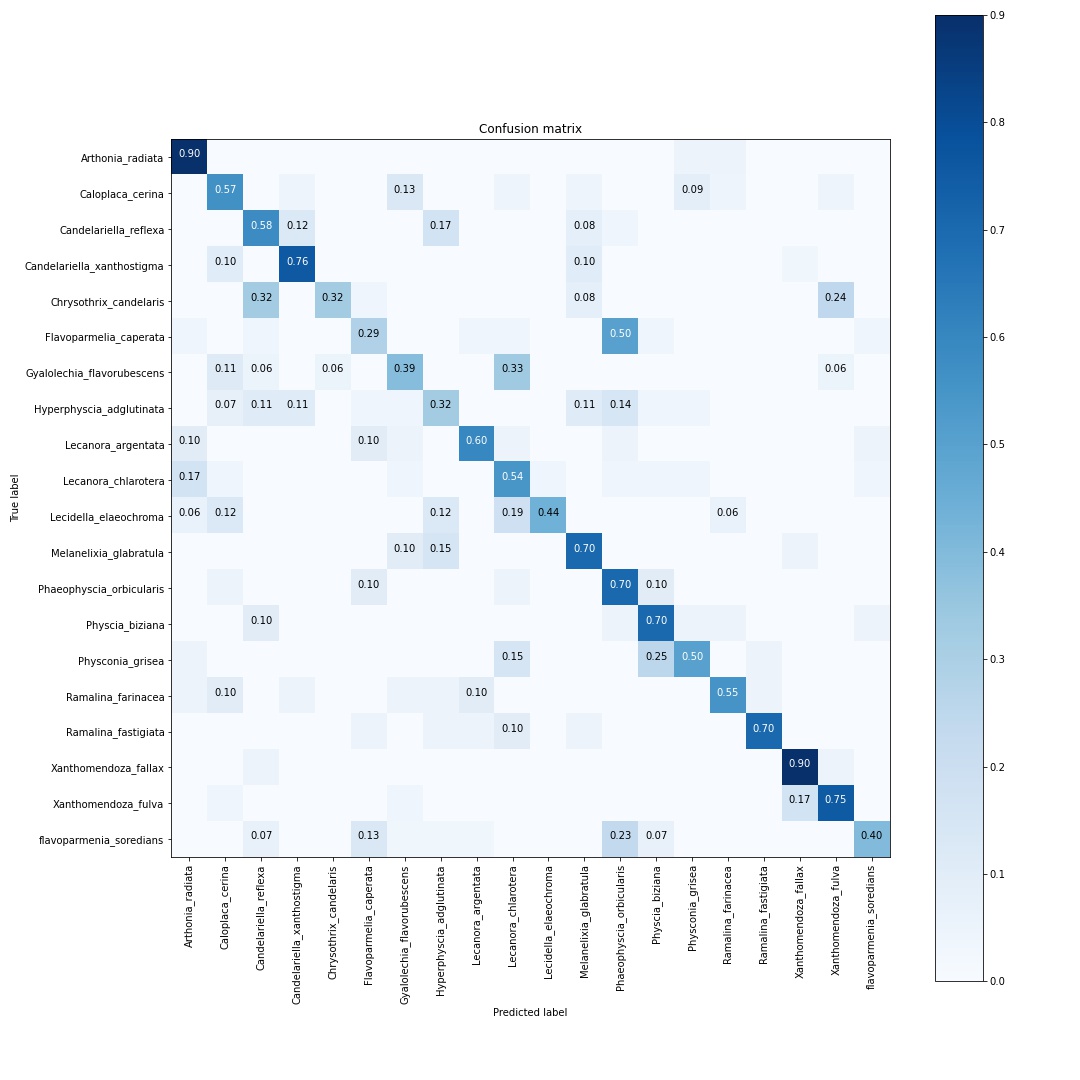 Confusion matrix
0.9
0.8
0.7
0.6
0.5
0.4
0.3
0.2
0.1
0.0
True label
Arthonia_radiata 0.90
Caloplaca_cerina 0.57 0.13 0.09
Candelariella_reflexa 0.58 0.12 0.17 0.08
Candelariella_xanthostigma 0.10 0.76 0.10
Chrysothrix_candelaris 0.32 0.32 0.08 0.24
Flavoparmelia_caperata 0.29 0.50
Gyalolechia_flavorubescens 0.11 0.06 0.06 0.39 0.33 0.06
Hyperphyscia_adglutinata 0.07 0.11 0.11 0.32 0.11 0.14
Lecanora_argentata 0.10 0.10 0.60
Lecanora_chlarotera 0.17 0.54
Lecidella_elaeochroma 0.06 0.12 0.12 0.19 0.44 0.06
Melanelixia_glabratula 0.10 0.15 0.70
Phaeophyscia_orbicularis 0.10 0.70 0.10
Physcia_biziana 0.10 0.70
Physconia_grisea 0.15 0.25 0.50
Ramalina_farinacea 0.10 0.10 0.55
Ramalina_fastigiata 0.10 0.70
Xanthomendoza_fallax 0.90
Xanthomendoza_fulva 0.17 0.75
flavoparmenia_soredians 0.07 0.13 0.23 0.07 0.40
Arthonia_radiata
Caloplaca_cerina
Candelariella_reflexa
Candelariella_xanthostigma
Chrysothrix_candelaris
Flavoparmelia_caperata
Gyalolechia_flavorubescens
Hyperphyscia_adglutinata
Lecanora_argentata
Lecanora_chlarotera
Lecidella_elaeochroma
Melanelixia_glabratula
Phaeophyscia_orbicularis
Physcia_biziana
Physconia_grisea
Ramalina_farinacea
Ramalina_fastigiata
Xanthomendoza_fallax
Xanthomendoza_fulva
flavoparmenia_soredians
Predicted label